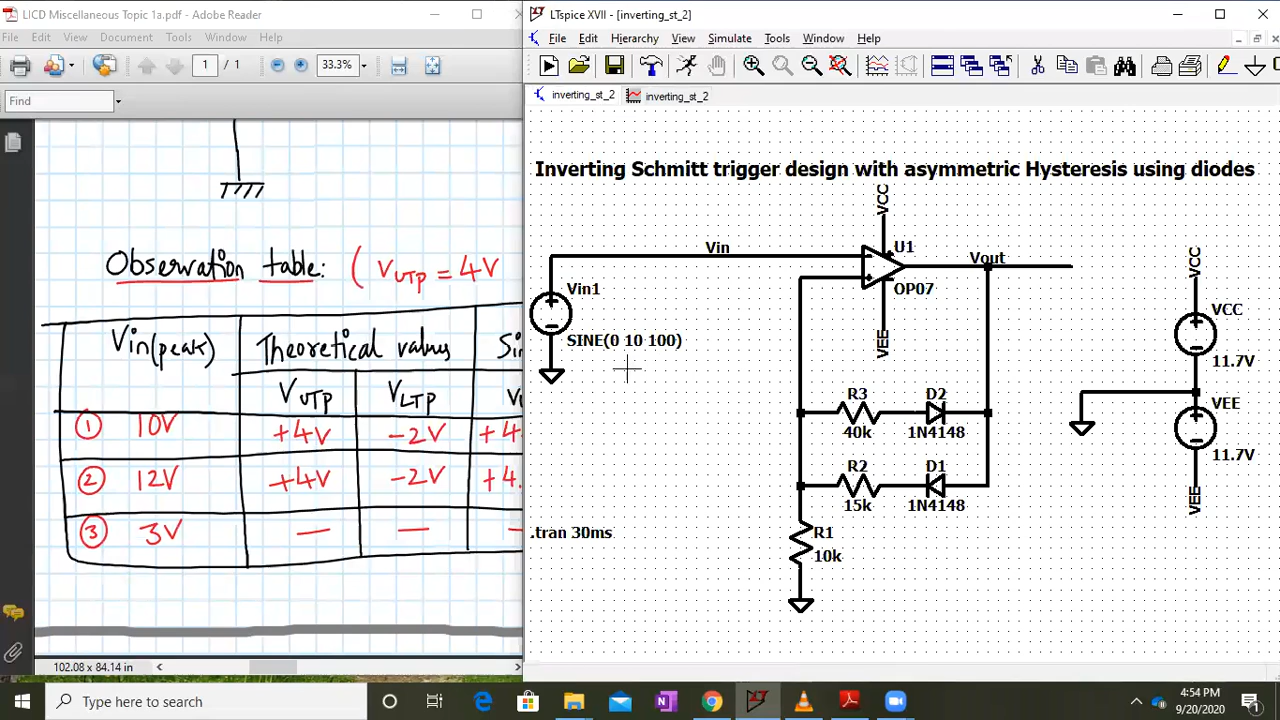 LICD Miscellaneous Topic 1a.pdf - Adobe Reader
File Edit View Document Tools Window Help
1 / 1 33.3%
Find
Observation table: ( VUTP = 4V
Vin(peak) Theoretical values
VUTP VLTP
① 10V +4V -2V
② 12V +4V -2V +4.
③ 3V — —
102.08 x 84.14 in
LTspice XVII - [inverting_st_2]
File Edit Hierarchy View Simulate Tools Window Help
inverting_st_2 inverting_st_2
Inverting Schmitt trigger design with asymmetric Hysteresis using diodes
VCC
Vin
U1
Vout
OP07
VEE
Vin1
SINE(0 10 100)
VCC
VCC
11.7V
VEE
11.7V
VEE
R3 D2
40k 1N4148
R2 D1
15k 1N4148
R1
10k
.tran 30ms
Type here to search
4:54 PM
9/20/2020
1